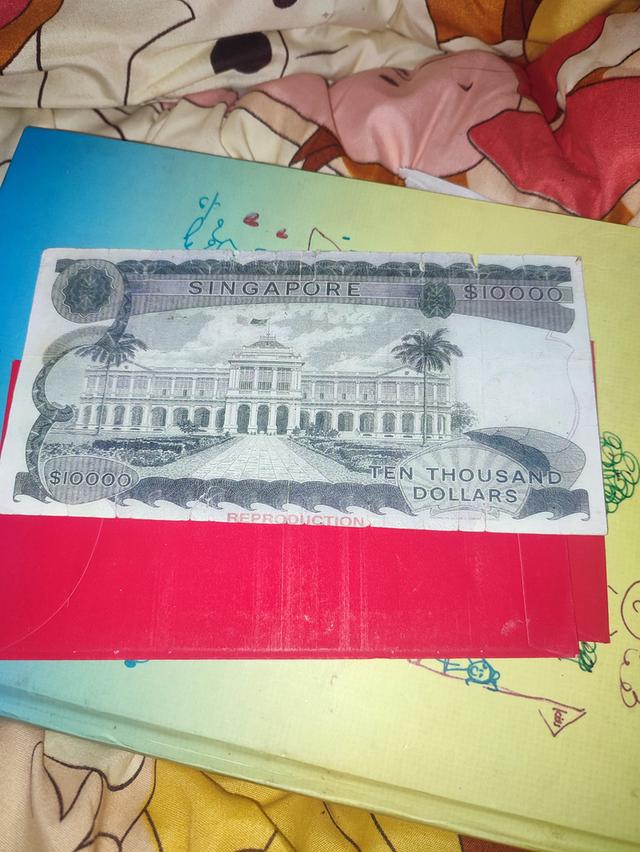 SINGAPORE $10000
$10000
TEN THOUSAND
DOLLARS
REPRODUCTION